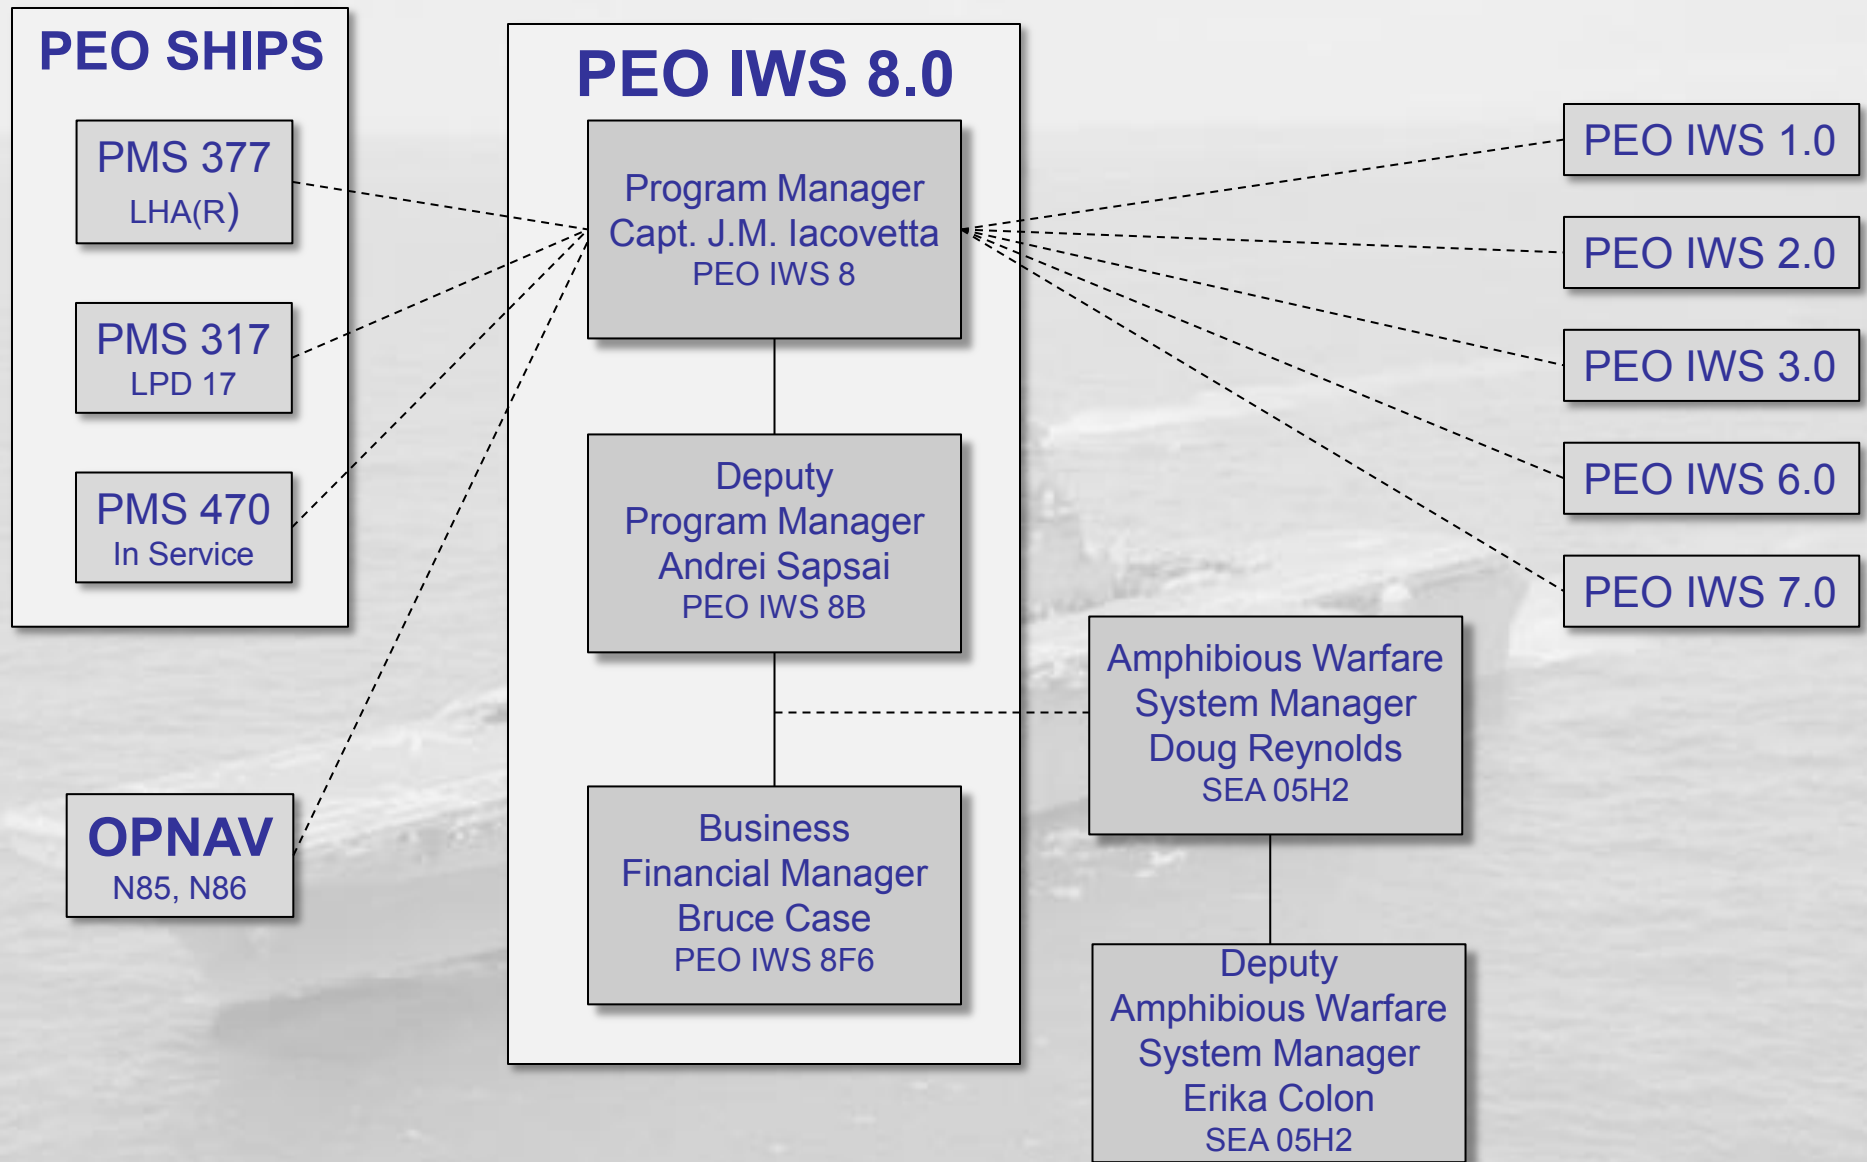 PEO SHIPS
PMS 377
LHA(R)
PMS 317
LPD 17
PMS 470
In Service
OPNAV
N85, N86
PEO IWS 8.0
Program Manager
Capt. J.M. Iacovetta
PEO IWS 8
Deputy
Program Manager
Andrei Sapsai
PEO IWS 8B
Business
Financial Manager
Bruce Case
PEO IWS 8F6
Amphibious Warfare
System Manager
Doug Reynolds
SEA 05H2
Deputy
Amphibious Warfare
System Manager
Erika Colon
SEA 05H2
PEO IWS 1.0
PEO IWS 2.0
PEO IWS 3.0
PEO IWS 6.0
PEO IWS 7.0